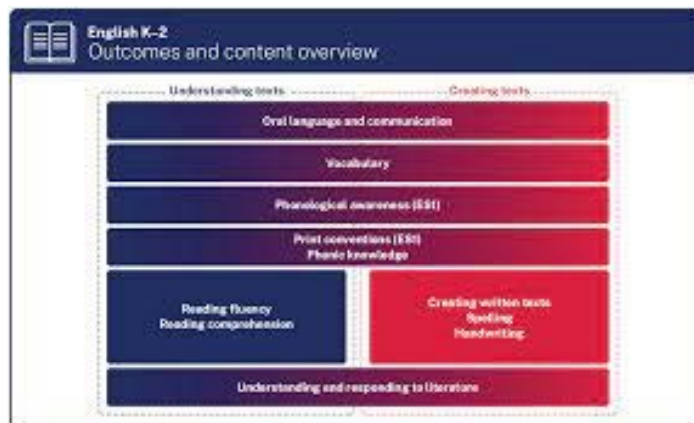 English K–2
Outcomes and content overview
Understanding texts
Creating texts
Oral language and communication
Vocabulary
Phonological awareness (ES1)
Print conventions (ES1)
Phonic knowledge
Reading fluency
Reading comprehension
Creating written texts
Spelling
Handwriting
Understanding and responding to literature